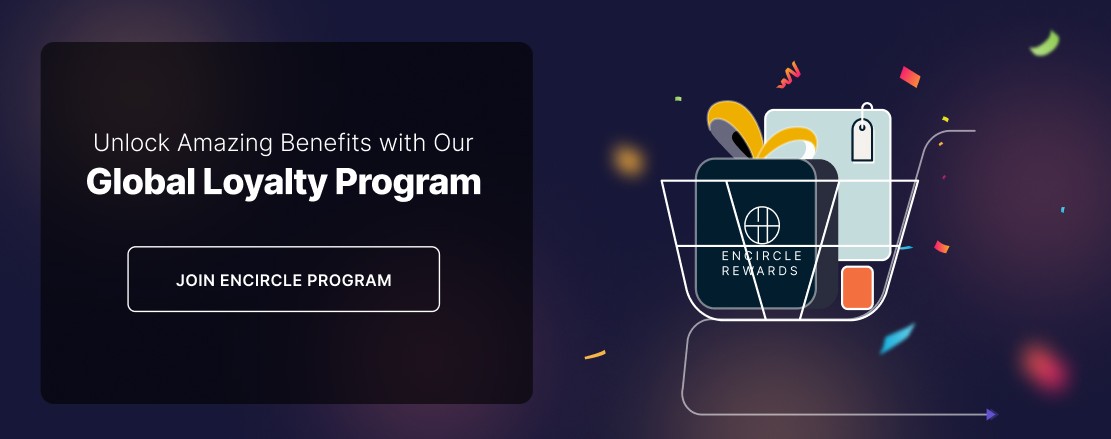 Unlock Amazing Benefits with Our
Global Loyalty Program
JOIN ENCIRCLE PROGRAM
ENCIRCLE
REWARDS